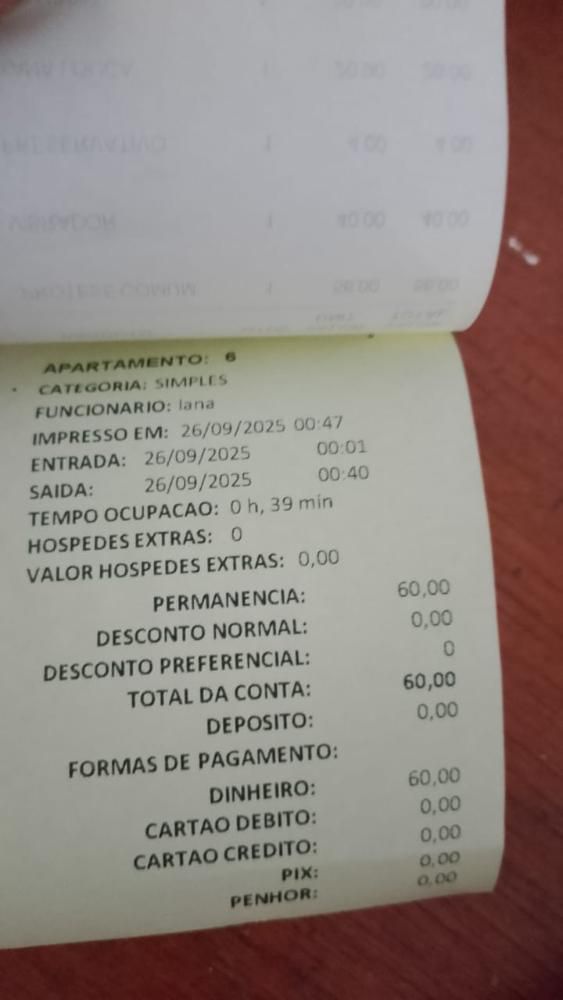 APARTAMENTO: 6
CATEGORIA: SIMPLES
FUNCIONARIO: Iana
IMPRESSO EM: 26/09/2025 00:47
ENTRADA: 26/09/2025 00:01
SAIDA: 26/09/2025 00:40
TEMPO OCUPACAO: 0 h, 39 min
HOSPEDES EXTRAS: 0
VALOR HOSPEDES EXTRAS: 0,00
PERMANENCIA: 60,00
DESCONTO NORMAL: 0,00
DESCONTO PREFERENCIAL: 0
TOTAL DA CONTA: 60,00
DEPOSITO: 0,00
FORMAS DE PAGAMENTO:
DINHEIRO: 60,00
CARTAO DEBITO: 0,00
CARTAO CREDITO: 0,00
PIX: 0,00
PENHOR: 0,00